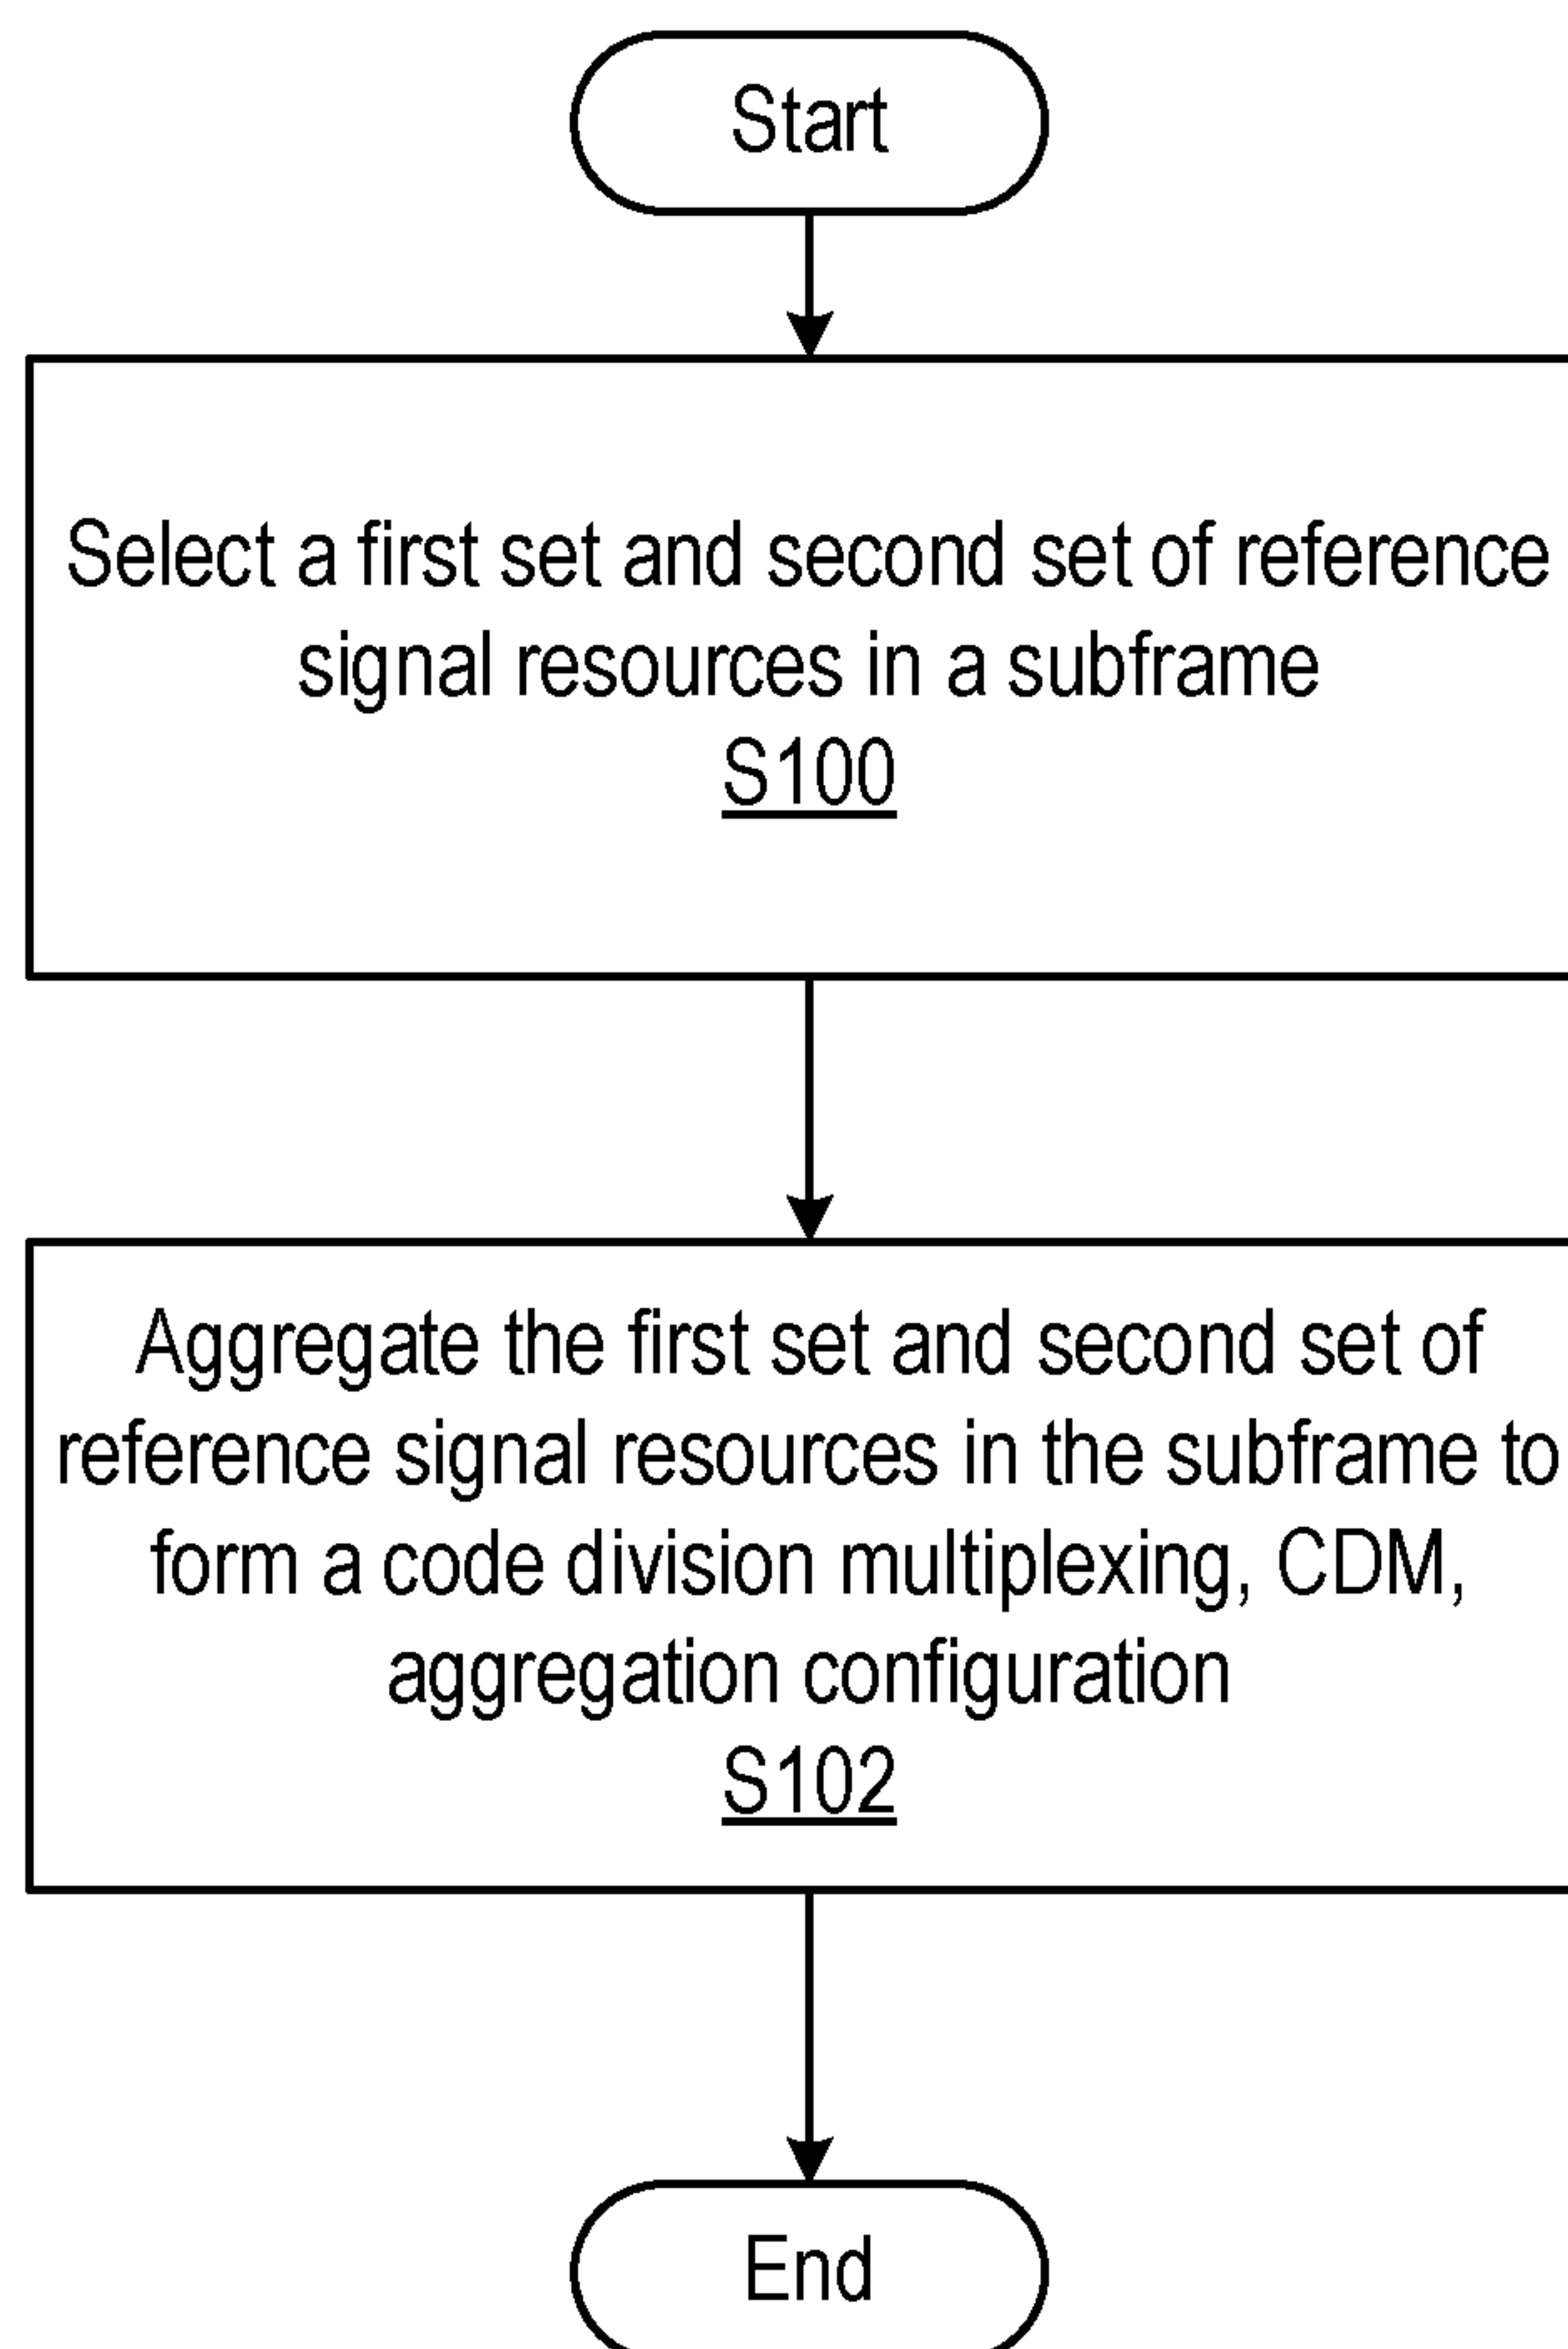 Start
Select a first set and second set of reference
signal resources in a subframe
S100
Aggregate the first set and second set of
reference signal resources in the subframe to
form a code division multiplexing, CDM,
aggregation configuration
S102
End